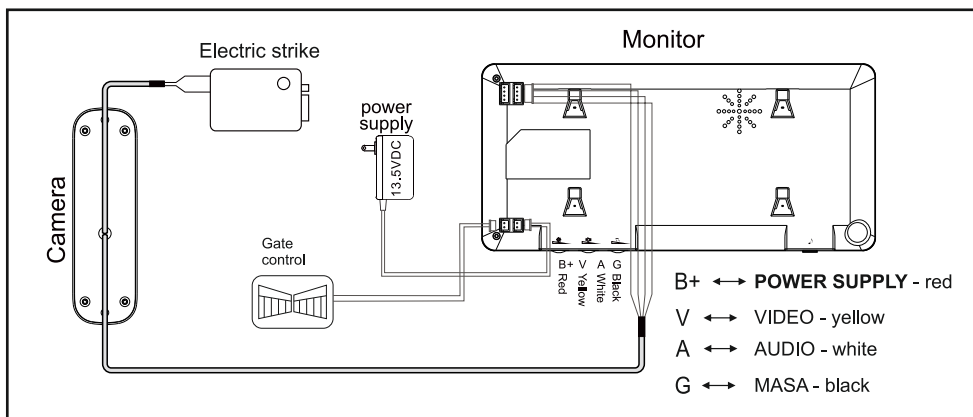 Electric strike
Monitor
power
supply
13.5VDC
Camera
Gate
control
B+ Red
V Yellow
A White
G Black
B+ ↔ POWER SUPPLY - red
V ↔ VIDEO - yellow
A ↔ AUDIO - white
G ↔ MASA - black